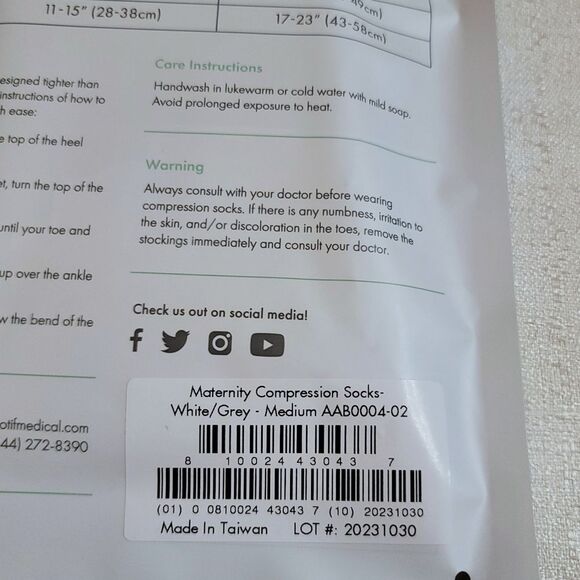 49cm)
11-15" (28-38cm)
17-23" (43-58cm)
esigned tighter than
instructions of how to
h ease:
e top of the heel
et, turn the top of the
until your toe and
up over the ankle
w the bend of the
otifmedical.com
44) 272-8390
Care Instructions
Handwash in lukewarm or cold water with mild soap.
Avoid prolonged exposure to heat.
Warning
Always consult with your doctor before wearing
compression socks. If there is any numbness, irritation to
the skin, and/or discoloration in the toes, remove the
stockings immediately and consult your doctor.
Check us out on social media!
Maternity Compression Socks-
White/Grey - Medium AAB0004-02
8 10024 43043 7
(01) 0 0810024 43043 7 (10) 20231030
Made In Taiwan LOT #: 20231030